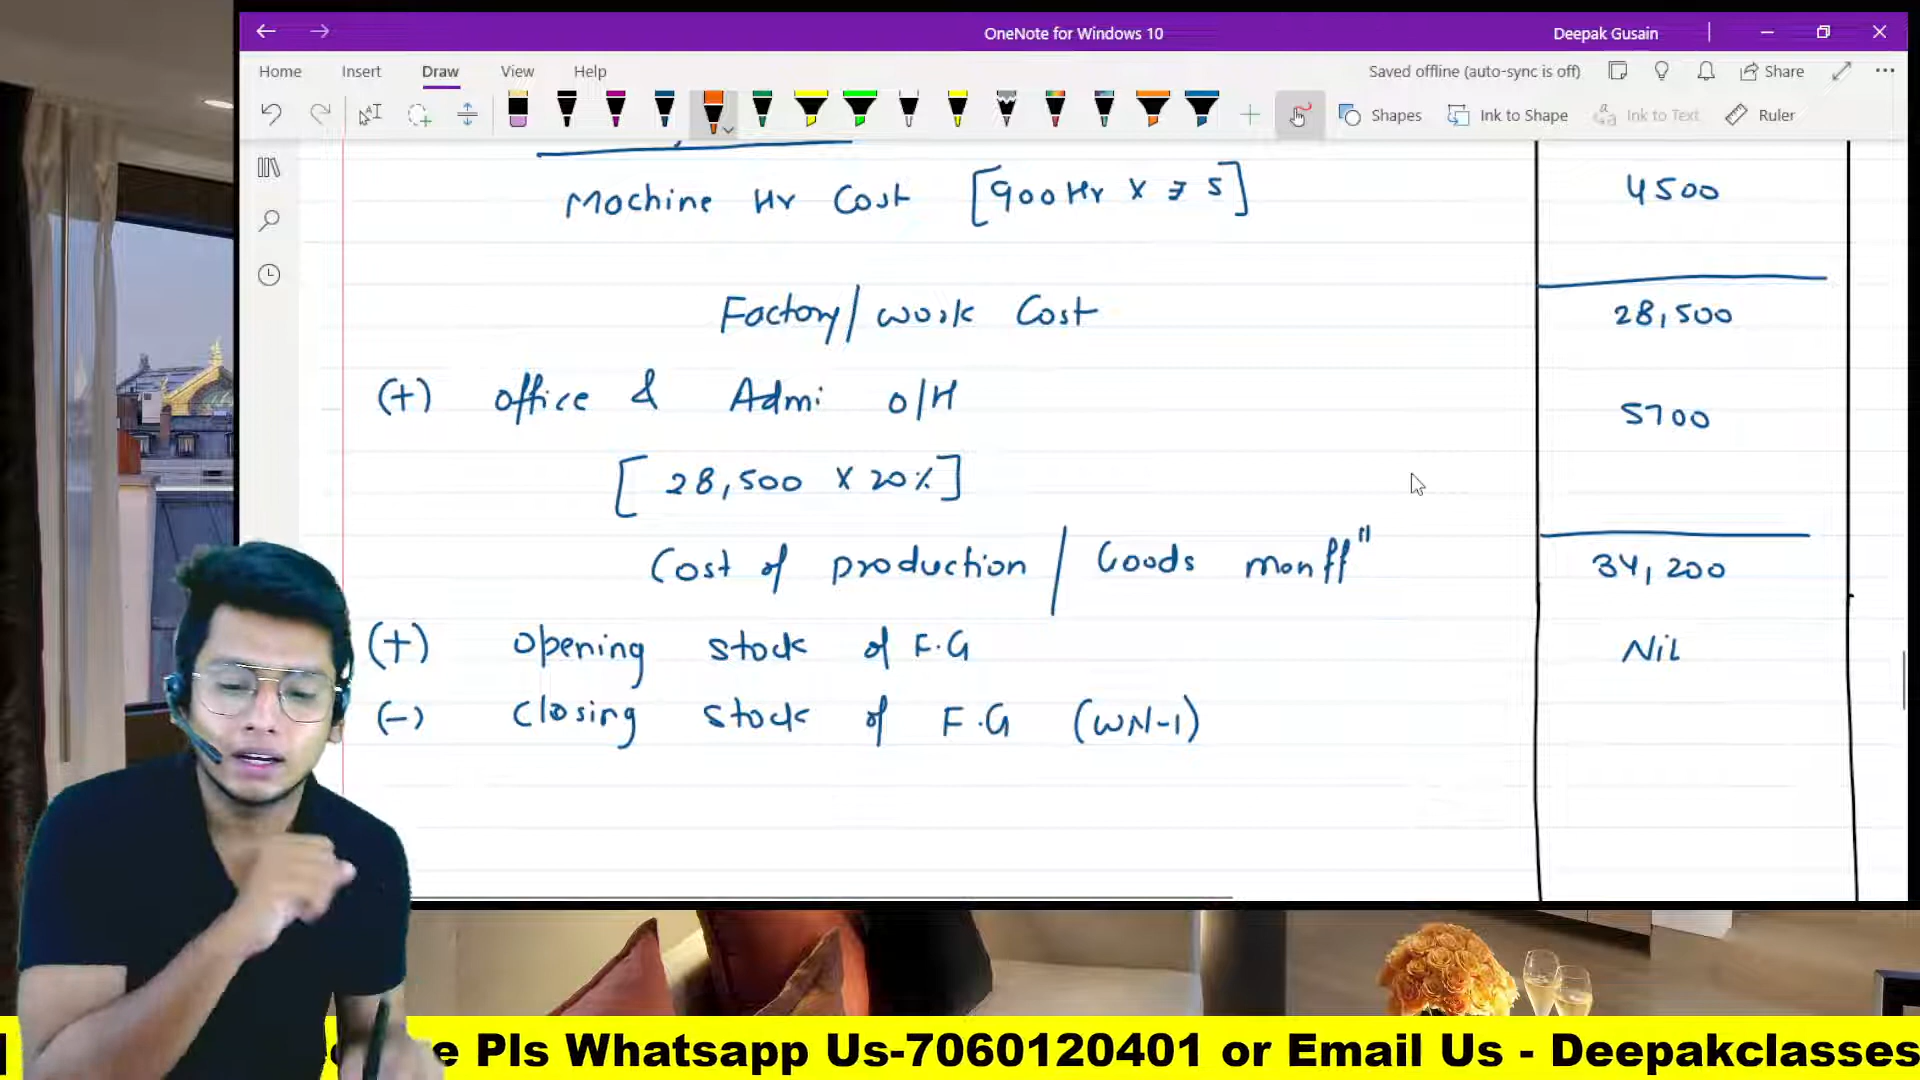 OneNote for Windows 10
Deepak Gusain
Home Insert Draw View Help
Saved offline (auto-sync is off)
Share
Shapes
Ink to Shape
Ink to Text
Ruler
Machine Hr Cost [900 Hr X ₹ 5] 4500
Factory/work Cost 28,500
(+) office & Admi o/H 5700
[28,500 X 20%]
Cost of production / Goods manff" 34,200
(+) opening stock of F.G Nil
(-) closing stock of F.G (WN-1)
e Pls Whatsapp Us-7060120401 or Email Us - Deepakclasses